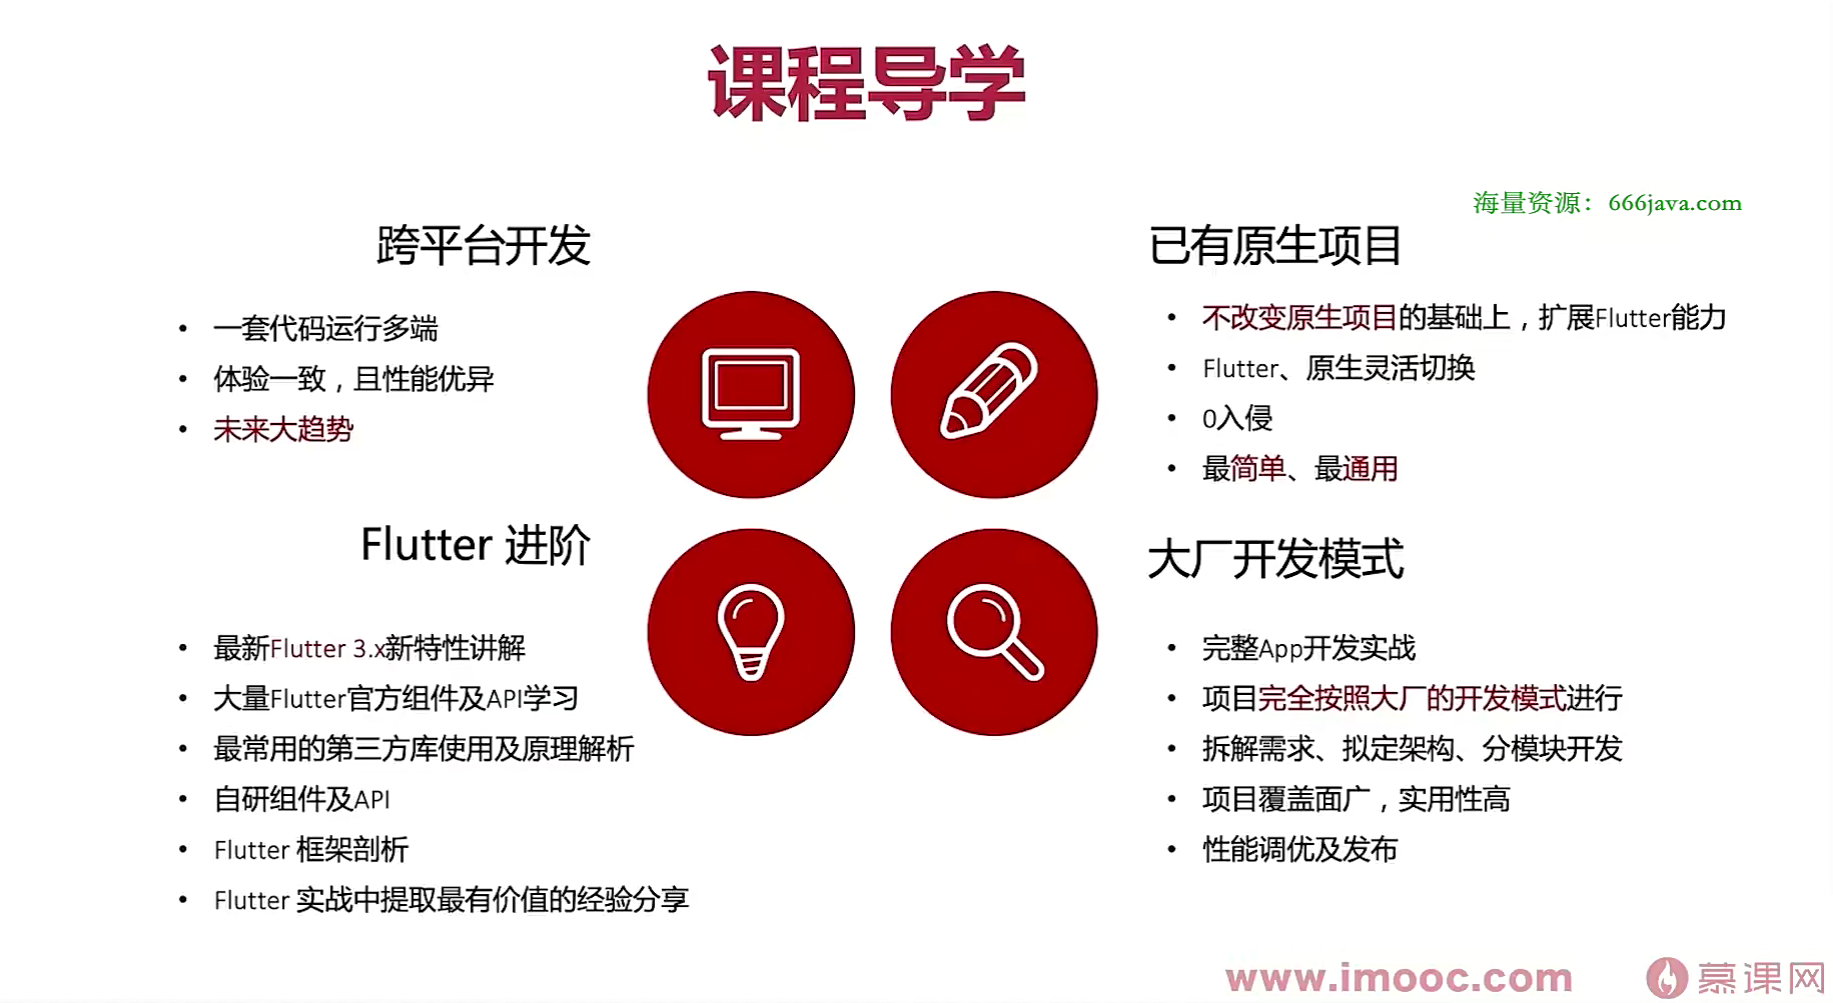 课程导学
海量资源：666java.com
跨平台开发
• 一套代码运行多端
• 体验一致，且性能优异
• 未来大趋势
已有原生项目
• 不改变原生项目的基础上，扩展Flutter能力
• Flutter、原生灵活切换
• 0入侵
• 最简单、最通用
Flutter 进阶
• 最新Flutter 3.x新特性讲解
• 大量Flutter官方组件及API学习
• 最常用的第三方库使用及原理解析
• 自研组件及API
• Flutter 框架剖析
• Flutter 实战中提取最有价值的经验分享
大厂开发模式
• 完整App开发实战
• 项目完全按照大厂的开发模式进行
• 拆解需求、拟定架构、分模块开发
• 项目覆盖面广，实用性高
• 性能调优及发布
www.imooc.com
慕课网